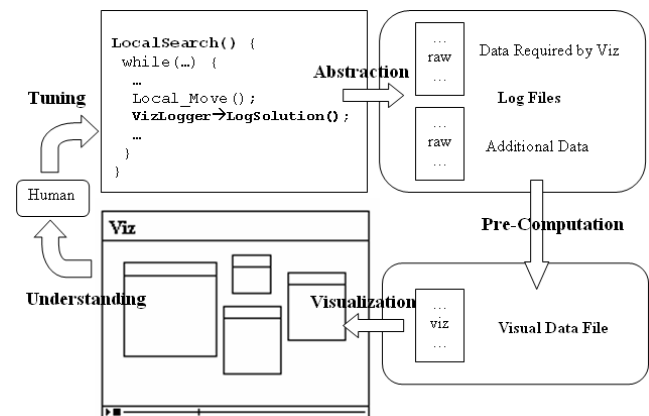 LocalSearch() {
while(…) {
…
Local_Move();
VizLogger→LogSolution();
…
}
}
Tuning
Abstraction
…
raw
…
Data Required by Viz
Log Files
…
raw
…
Additional Data
Human
Pre-Computation
Viz
Understanding
Visualization
…
viz
…
Visual Data File